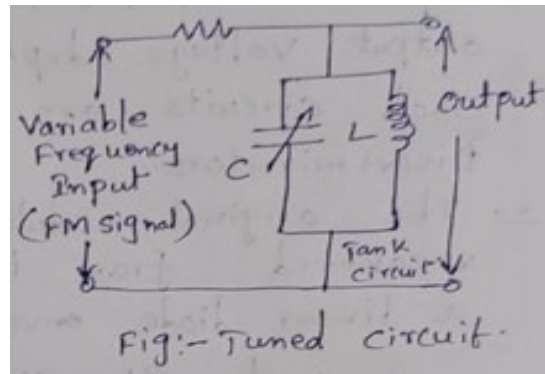 Variable
Frequency
Input
(FM Signal)
C
L
Output
Tank
Circuit
Fig:- Tuned Circuit.